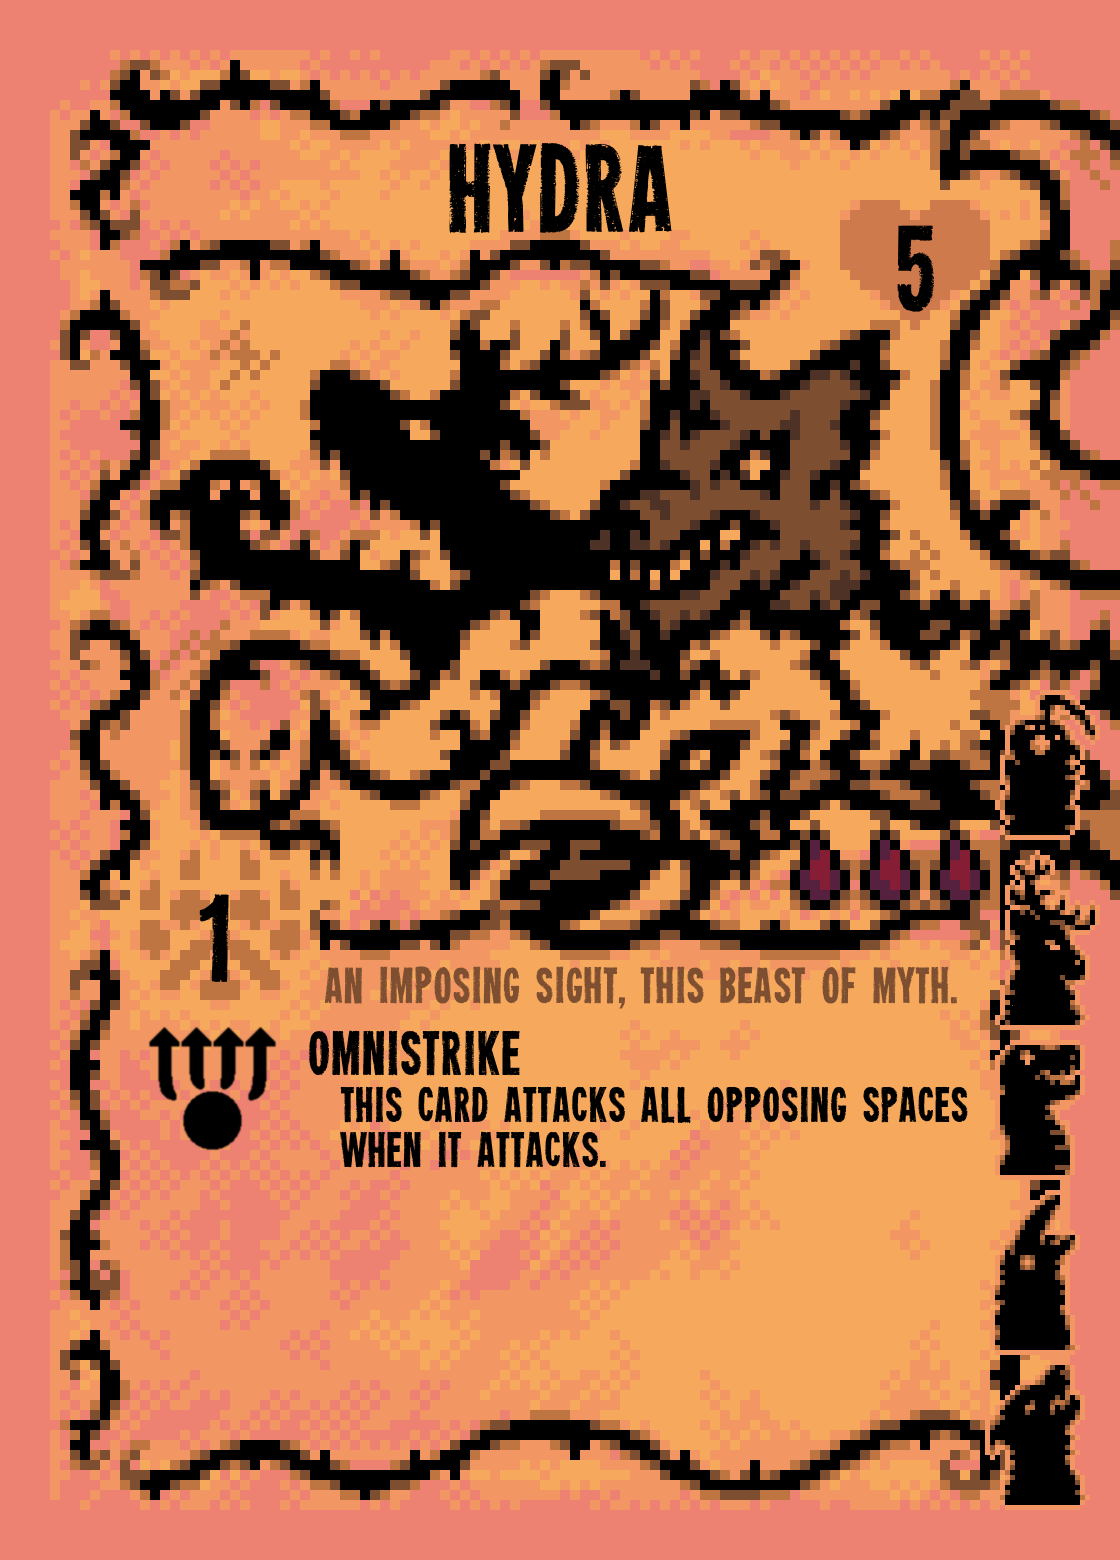 HYDRA
5
1
AN IMPOSING SIGHT, THIS BEAST OF MYTH.
OMNISTRIKE
THIS CARD ATTACKS ALL OPPOSING SPACES
WHEN IT ATTACKS.